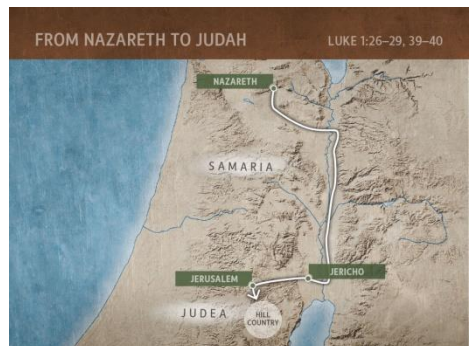 FROM NAZARETH TO JUDAH
LUKE 1:26–29, 39–40
NAZARETH
SAMARIA
JERICHO
JERUSALEM
JUDEA
HILL
COUNTRY